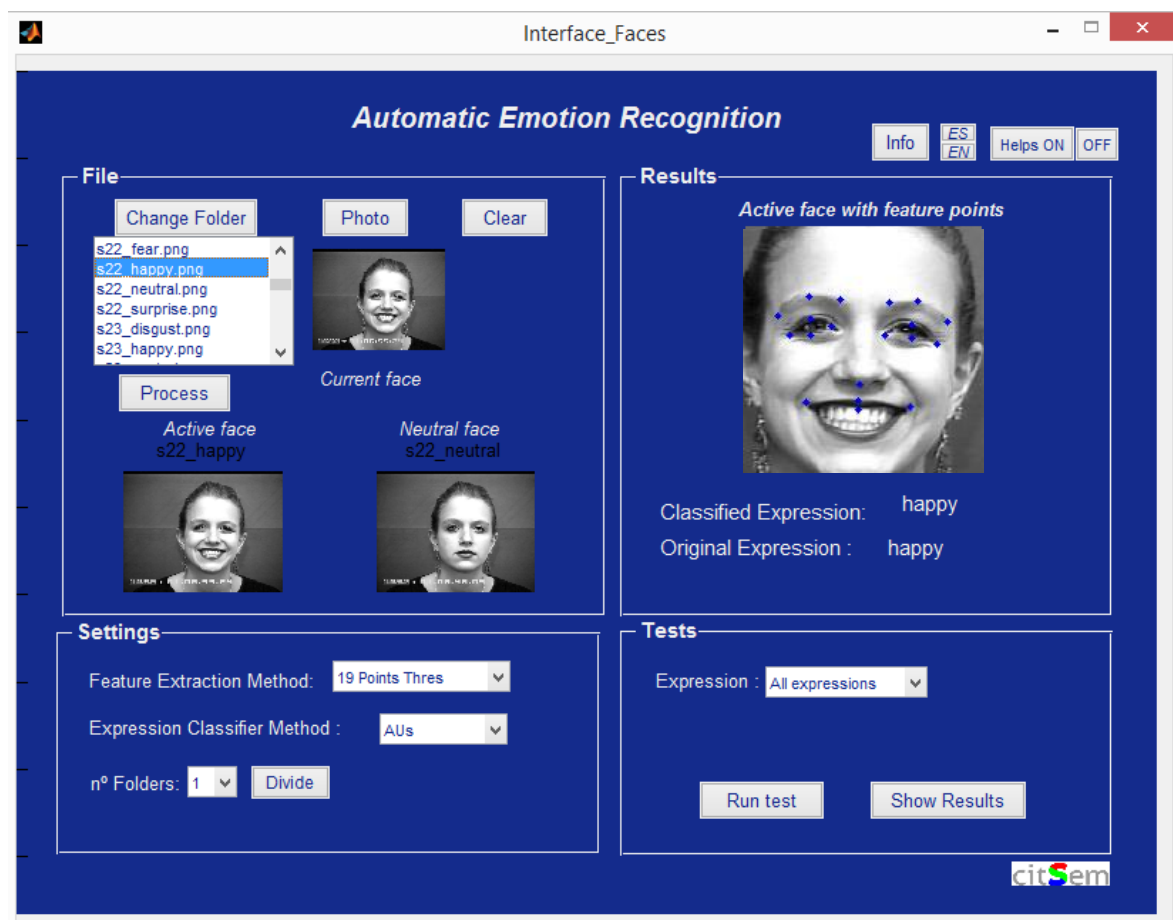 Interface_Faces
Automatic Emotion Recognition
Info
ES
EN
Helps ON
OFF
File
Change Folder
Photo
Clear
s22_fear.png
s22_happy.png
s22_neutral.png
s22_surprise.png
s23_disgust.png
s23_happy.png
Current face
Process
Active face
s22_happy
Neutral face
s22_neutral
Results
Active face with feature points
Classified Expression: happy
Original Expression : happy
Settings
Feature Extraction Method: 19 Points Thres
Expression Classifier Method : AUs
nº Folders: 1 Divide
Tests
Expression : All expressions
Run test
Show Results
citSem